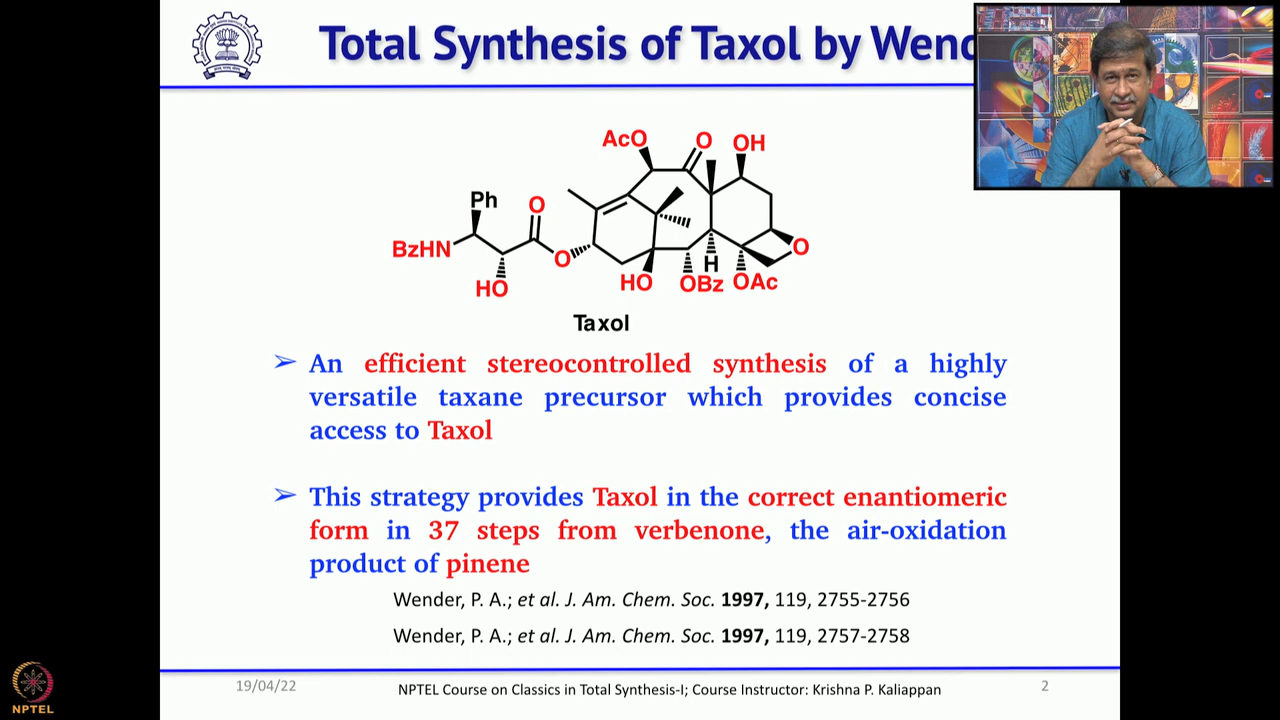 Total Synthesis of Taxol by Wend
AcO O OH
Ph O
BzHN O O
HO HO OBz H OAc
Taxol
➢ An efficient stereocontrolled synthesis of a highly
versatile taxane precursor which provides concise
access to Taxol
➢ This strategy provides Taxol in the correct enantiomeric
form in 37 steps from verbenone, the air-oxidation
product of pinene
Wender, P. A.; et al. J. Am. Chem. Soc. 1997, 119, 2755-2756
Wender, P. A.; et al. J. Am. Chem. Soc. 1997, 119, 2757-2758
19/04/22 NPTEL Course on Classics in Total Synthesis-I; Course Instructor: Krishna P. Kaliappan 2
NPTEL